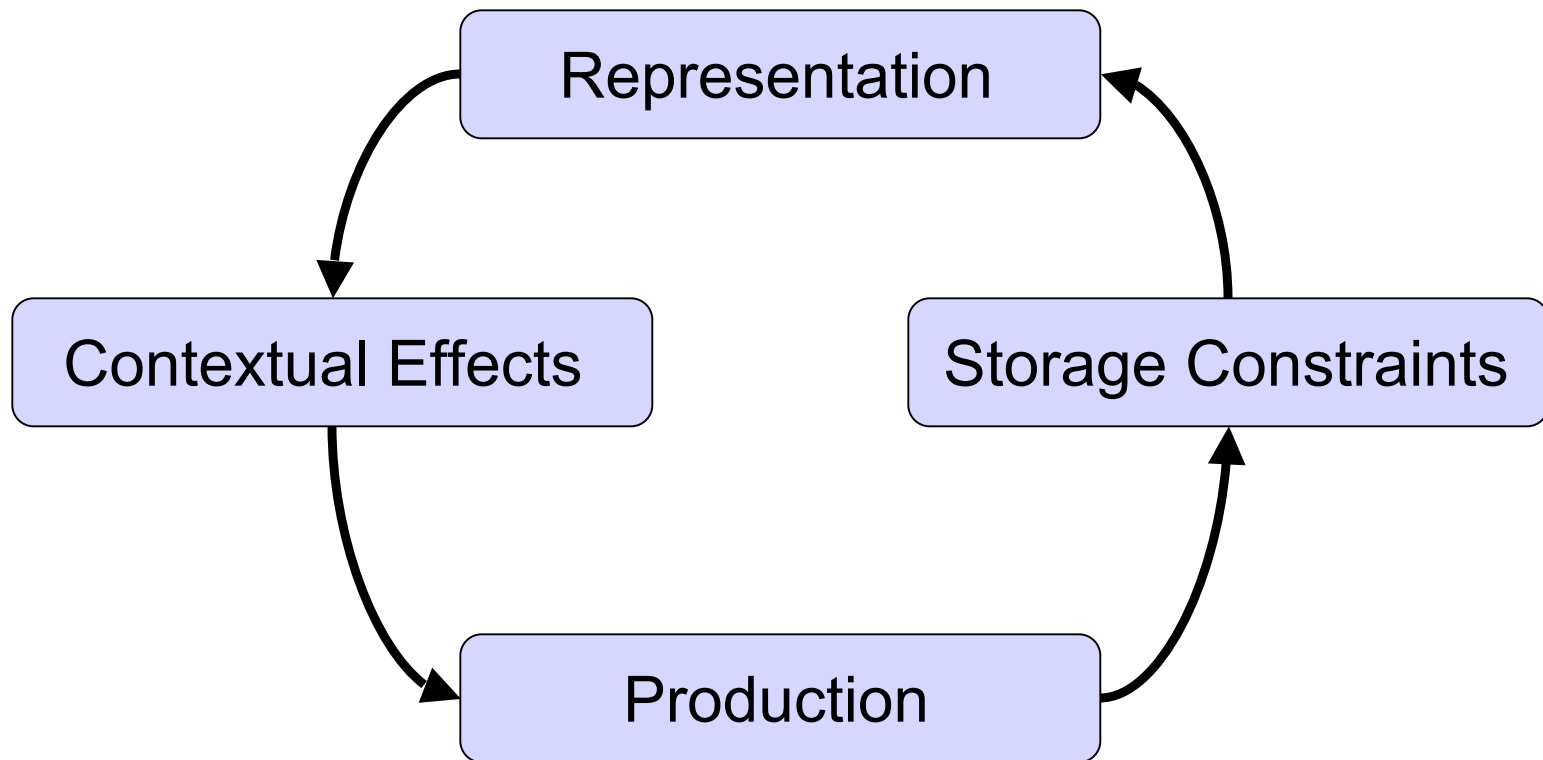 Representation
Contextual Effects
Storage Constraints
Production